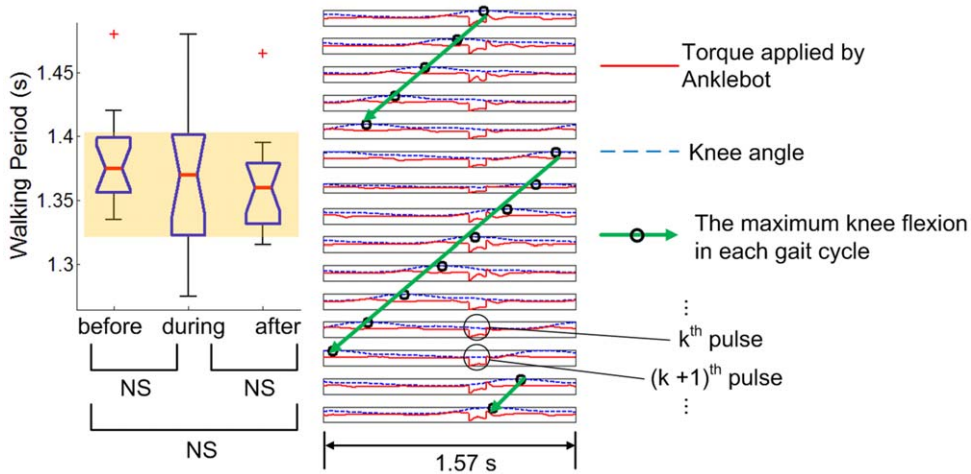 Walking Period (s)
1.45
1.4
1.35
1.3
before
during
after
NS
NS
NS
1.57 s
Torque applied by
Anklebot
Knee angle
The maximum knee flexion
in each gait cycle
⋮
kth pulse
(k +1)th pulse
⋮